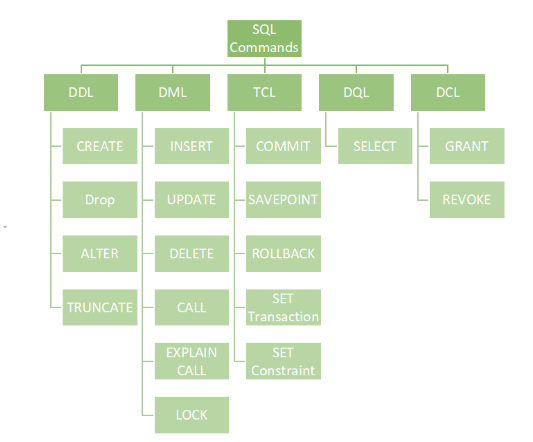 SQL
Commands
DDL
DML
TCL
DQL
DCL
CREATE
INSERT
COMMIT
SELECT
GRANT
Drop
UPDATE
SAVEPOINT
REVOKE
ALTER
DELETE
ROLLBACK
TRUNCATE
CALL
SET
Transaction
EXPLAIN
CALL
SET
Constraint
LOCK